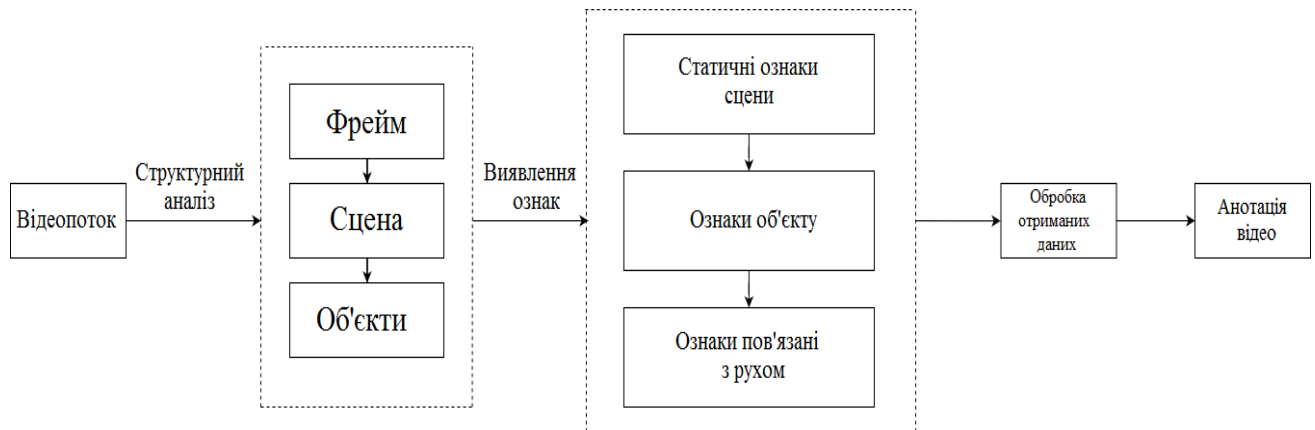 Відеопоток
Структурний
аналіз
Фрейм
Сцена
Об'єкти
Виявлення
ознак
Статичні ознаки
сцени
Ознаки об'єкту
Ознаки пов'язані
з рухом
Обробка
отриманих
даних
Анотація
відео